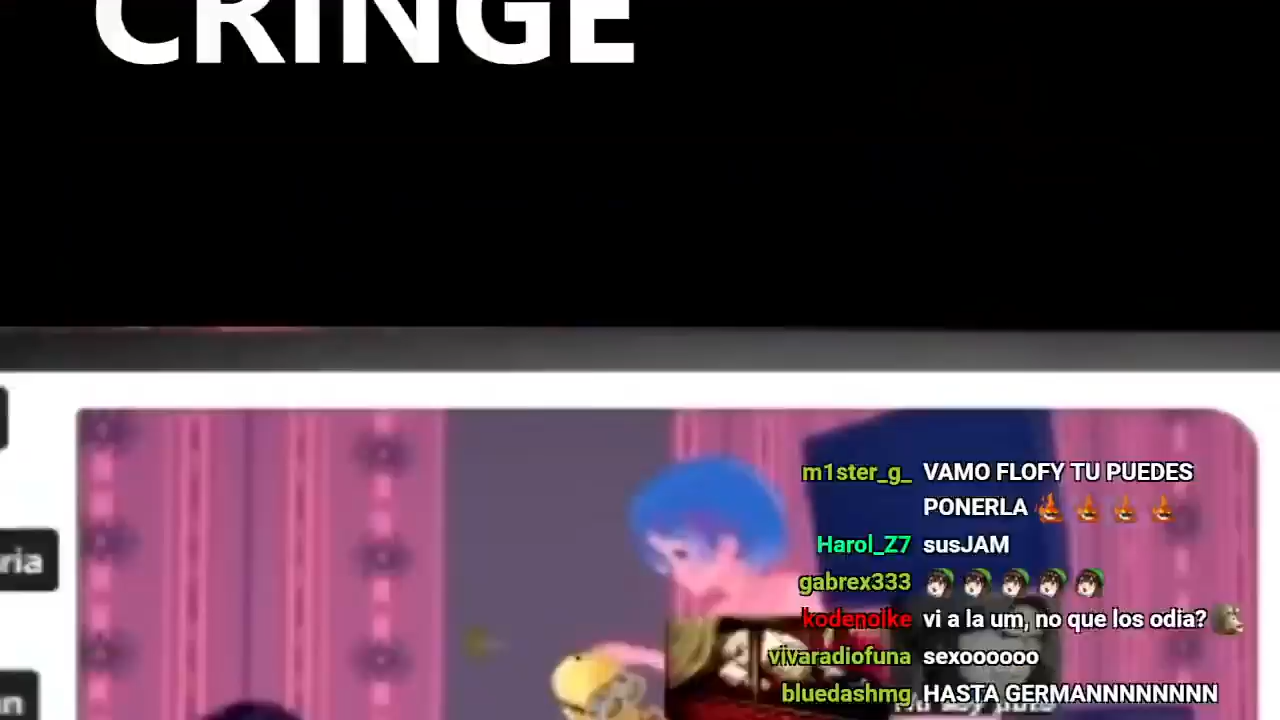 CRINGE
m1ster_g_ VAMO FLOFY TU PUEDES
PONERLA
Harol_Z7 susJAM
gabrex333
ria
kodenoike vi a la um, no que los odia?
vivaradiofuna sexoooooo
bluedashmg HASTA GERMANNNNNNNN